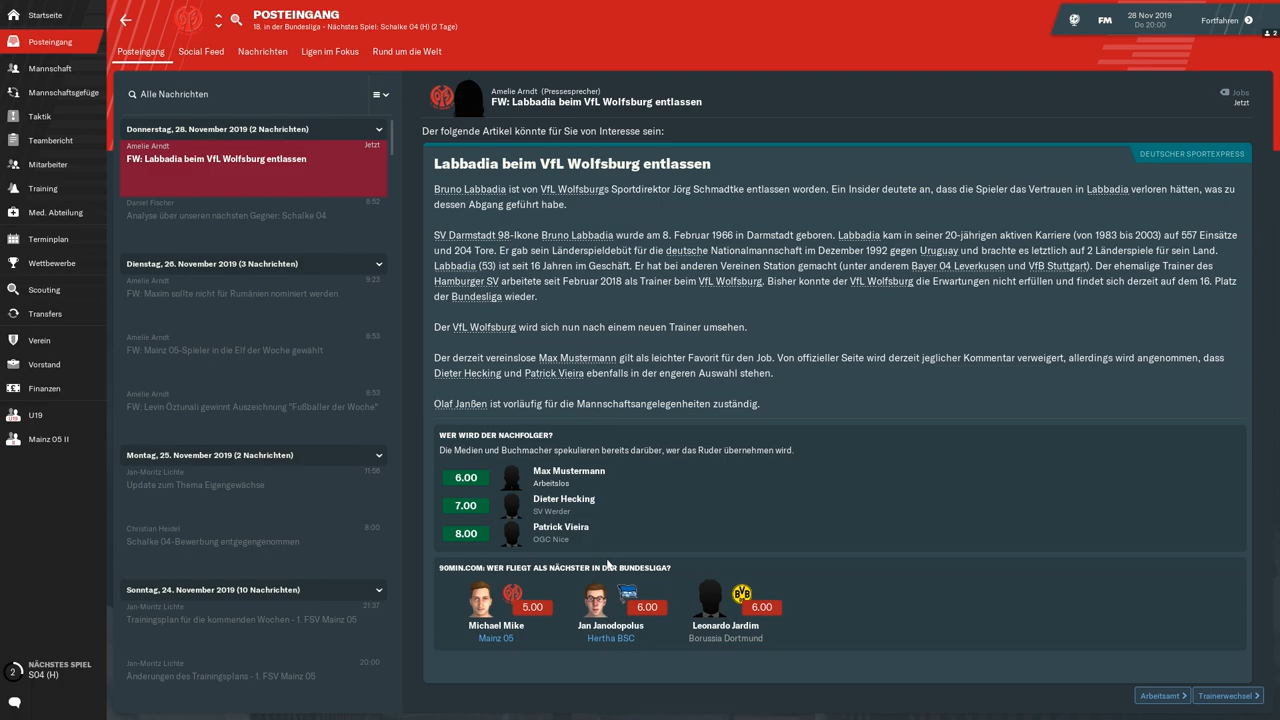 Startseite
Posteingang
Mannschaft
Mannschaftsgefüge
Taktik
Teambericht
Mitarbeiter
Training
Med. Abteilung
Terminplan
Wettbewerbe
Scouting
Transfers
Verein
Vorstand
Finanzen
U19
Mainz 05 II
2
NÄCHSTES SPIEL
S04 (H)
POSTEINGANG
18. in der Bundesliga - Nächstes Spiel: Schalke 04 (H) (2 Tage)
FM
28 Nov 2019
Do 20:00
Fortfahren
2
Posteingang
Social Feed
Nachrichten
Ligen im Fokus
Rund um die Welt
Alle Nachrichten
Donnerstag, 28. November 2019 (2 Nachrichten)
Amelie Arndt
Jetzt
FW: Labbadia beim VfL Wolfsburg entlassen
Daniel Fischer
8:52
Analyse über unseren nächsten Gegner: Schalke 04
Dienstag, 26. November 2019 (3 Nachrichten)
Amelie Arndt
9:23
FW: Maxim sollte nicht für Rumänien nominiert werden
Amelie Arndt
8:53
FW: Mainz 05-Spieler in die Elf der Woche gewählt
Amelie Arndt
8:53
FW: Levin Öztunali gewinnt Auszeichnung "Fußballer der Woche"
Montag, 25. November 2019 (2 Nachrichten)
Jan-Moritz Lichte
11:56
Update zum Thema Eigengewächse
Christian Heidel
8:00
Schalke 04-Bewerbung entgegengenommen
Sonntag, 24. November 2019 (10 Nachrichten)
Jan-Moritz Lichte
21:37
Trainingsplan für die kommenden Wochen - 1. FSV Mainz 05
Jan-Moritz Lichte
20:00
Änderungen des Trainingsplans - 1. FSV Mainz 05
Amelie Arndt (Pressesprecher)
FW: Labbadia beim VfL Wolfsburg entlassen
Jobs
Jetzt
Der folgende Artikel könnte für Sie von Interesse sein:
DEUTSCHER SPORTEXPRESS
Labbadia beim VfL Wolfsburg entlassen
Bruno Labbadia ist von VfL Wolfsburgs Sportdirektor Jörg Schmadtke entlassen worden. Ein Insider deutete an, dass die Spieler das Vertrauen in Labbadia verloren hätten, was zu
dessen Abgang geführt habe.
SV Darmstadt 98-Ikone Bruno Labbadia wurde am 8. Februar 1966 in Darmstadt geboren. Labbadia kam in seiner 20-jährigen aktiven Karriere (von 1983 bis 2003) auf 557 Einsätze
und 204 Tore. Er gab sein Länderspieldebüt für die deutsche Nationalmannschaft im Dezember 1992 gegen Uruguay und brachte es letztlich auf 2 Länderspiele für sein Land.
Labbadia (53) ist seit 16 Jahren im Geschäft. Er hat bei anderen Vereinen Station gemacht (unter anderem Bayer 04 Leverkusen und VfB Stuttgart). Der ehemalige Trainer des
Hamburger SV arbeitete seit Februar 2018 als Trainer beim VfL Wolfsburg. Bisher konnte der VfL Wolfsburg die Erwartungen nicht erfüllen und findet sich derzeit auf dem 16. Platz
der Bundesliga wieder.
Der VfL Wolfsburg wird sich nun nach einem neuen Trainer umsehen.
Der derzeit vereinslose Max Mustermann gilt als leichter Favorit für den Job. Von offizieller Seite wird derzeit jeglicher Kommentar verweigert, allerdings wird angenommen, dass
Dieter Hecking und Patrick Vieira ebenfalls in der engeren Auswahl stehen.
Olaf Janßen ist vorläufig für die Mannschaftsangelegenheiten zuständig.
WER WIRD DER NACHFOLGER?
Die Medien und Buchmacher spekulieren bereits darüber, wer das Ruder übernehmen wird.
6.00
Max Mustermann
Arbeitslos
7.00
Dieter Hecking
SV Werder
8.00
Patrick Vieira
OGC Nice
90MIN.COM: WER FLIEGT ALS NÄCHSTER IN DER BUNDESLIGA?
5.00
6.00
BVB 09
6.00
Michael Mike
Jan Janodopolus
Leonardo Jardim
Mainz 05
Hertha BSC
Borussia Dortmund
Arbeitsamt
Trainerwechsel